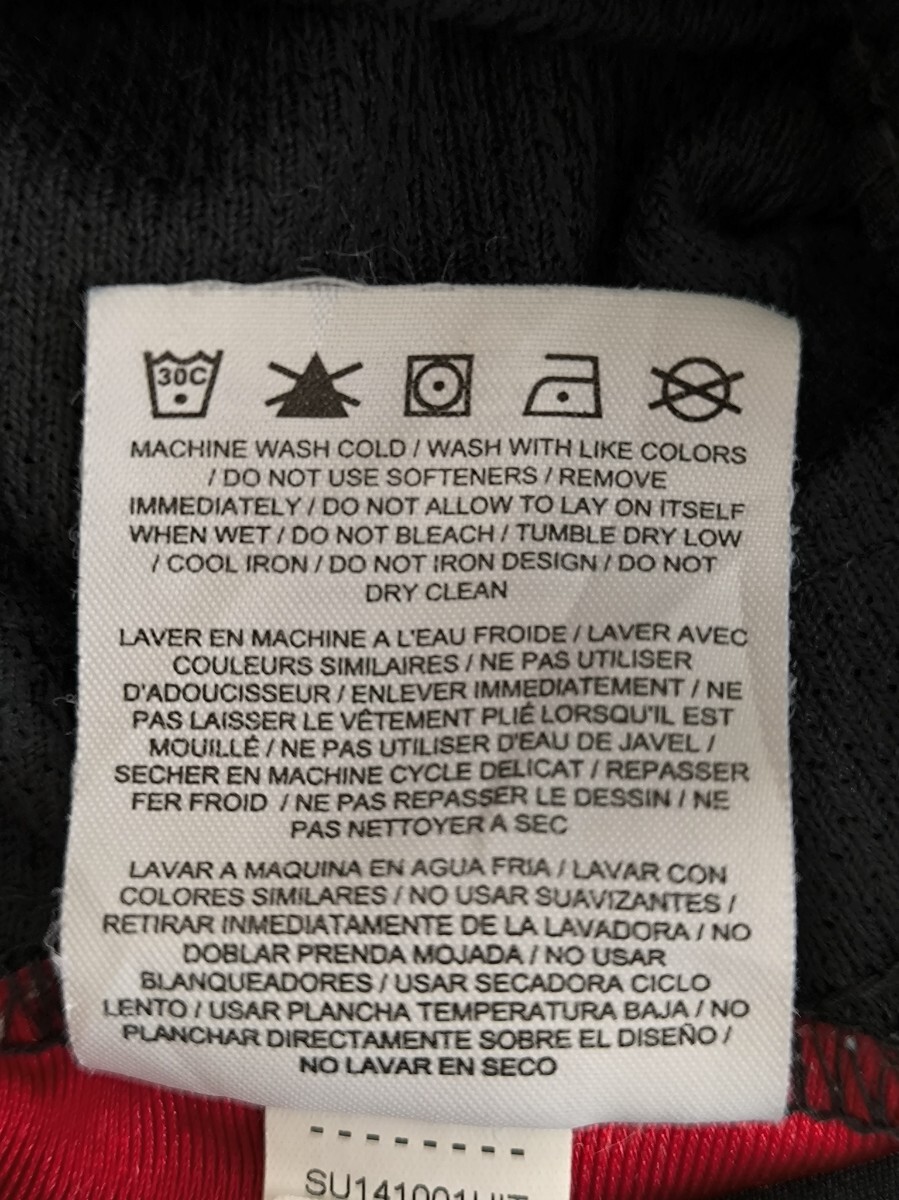 30C
MACHINE WASH COLD / WASH WITH LIKE COLORS
/ DO NOT USE SOFTENERS / REMOVE
IMMEDIATELY / DO NOT ALLOW TO LAY ON ITSELF
WHEN WET / DO NOT BLEACH / TUMBLE DRY LOW
/ COOL IRON / DO NOT IRON DESIGN / DO NOT
DRY CLEAN
LAVER EN MACHINE A L'EAU FROIDE / LAVER AVEC
COULEURS SIMILAIRES / NE PAS UTILISER
D'ADOUCISSEUR / ENLEVER IMMEDIATEMENT / NE
PAS LAISSER LE VÊTEMENT PLIÉ LORSQU'IL EST
MOUILLÉ / NE PAS UTILISER D'EAU DE JAVEL /
SECHER EN MACHINE CYCLE DELICAT / REPASSER
FER FROID / NE PAS REPASSER LE DESSIN / NE
PAS NETTOYER A SEC
LAVAR A MAQUINA EN AGUA FRIA / LAVAR CON
COLORES SIMILARES / NO USAR SUAVIZANTES /
RETIRAR INMEDIATAMENTE DE LA LAVADORA / NO
DOBLAR PRENDA MOJADA / NO USAR
BLANQUEADORES / USAR SECADORA CICLO
LENTO / USAR PLANCHA TEMPERATURA BAJA / NO
PLANCHAR DIRECTAMENTE SOBRE EL DISEÑO /
NO LAVAR EN SECO